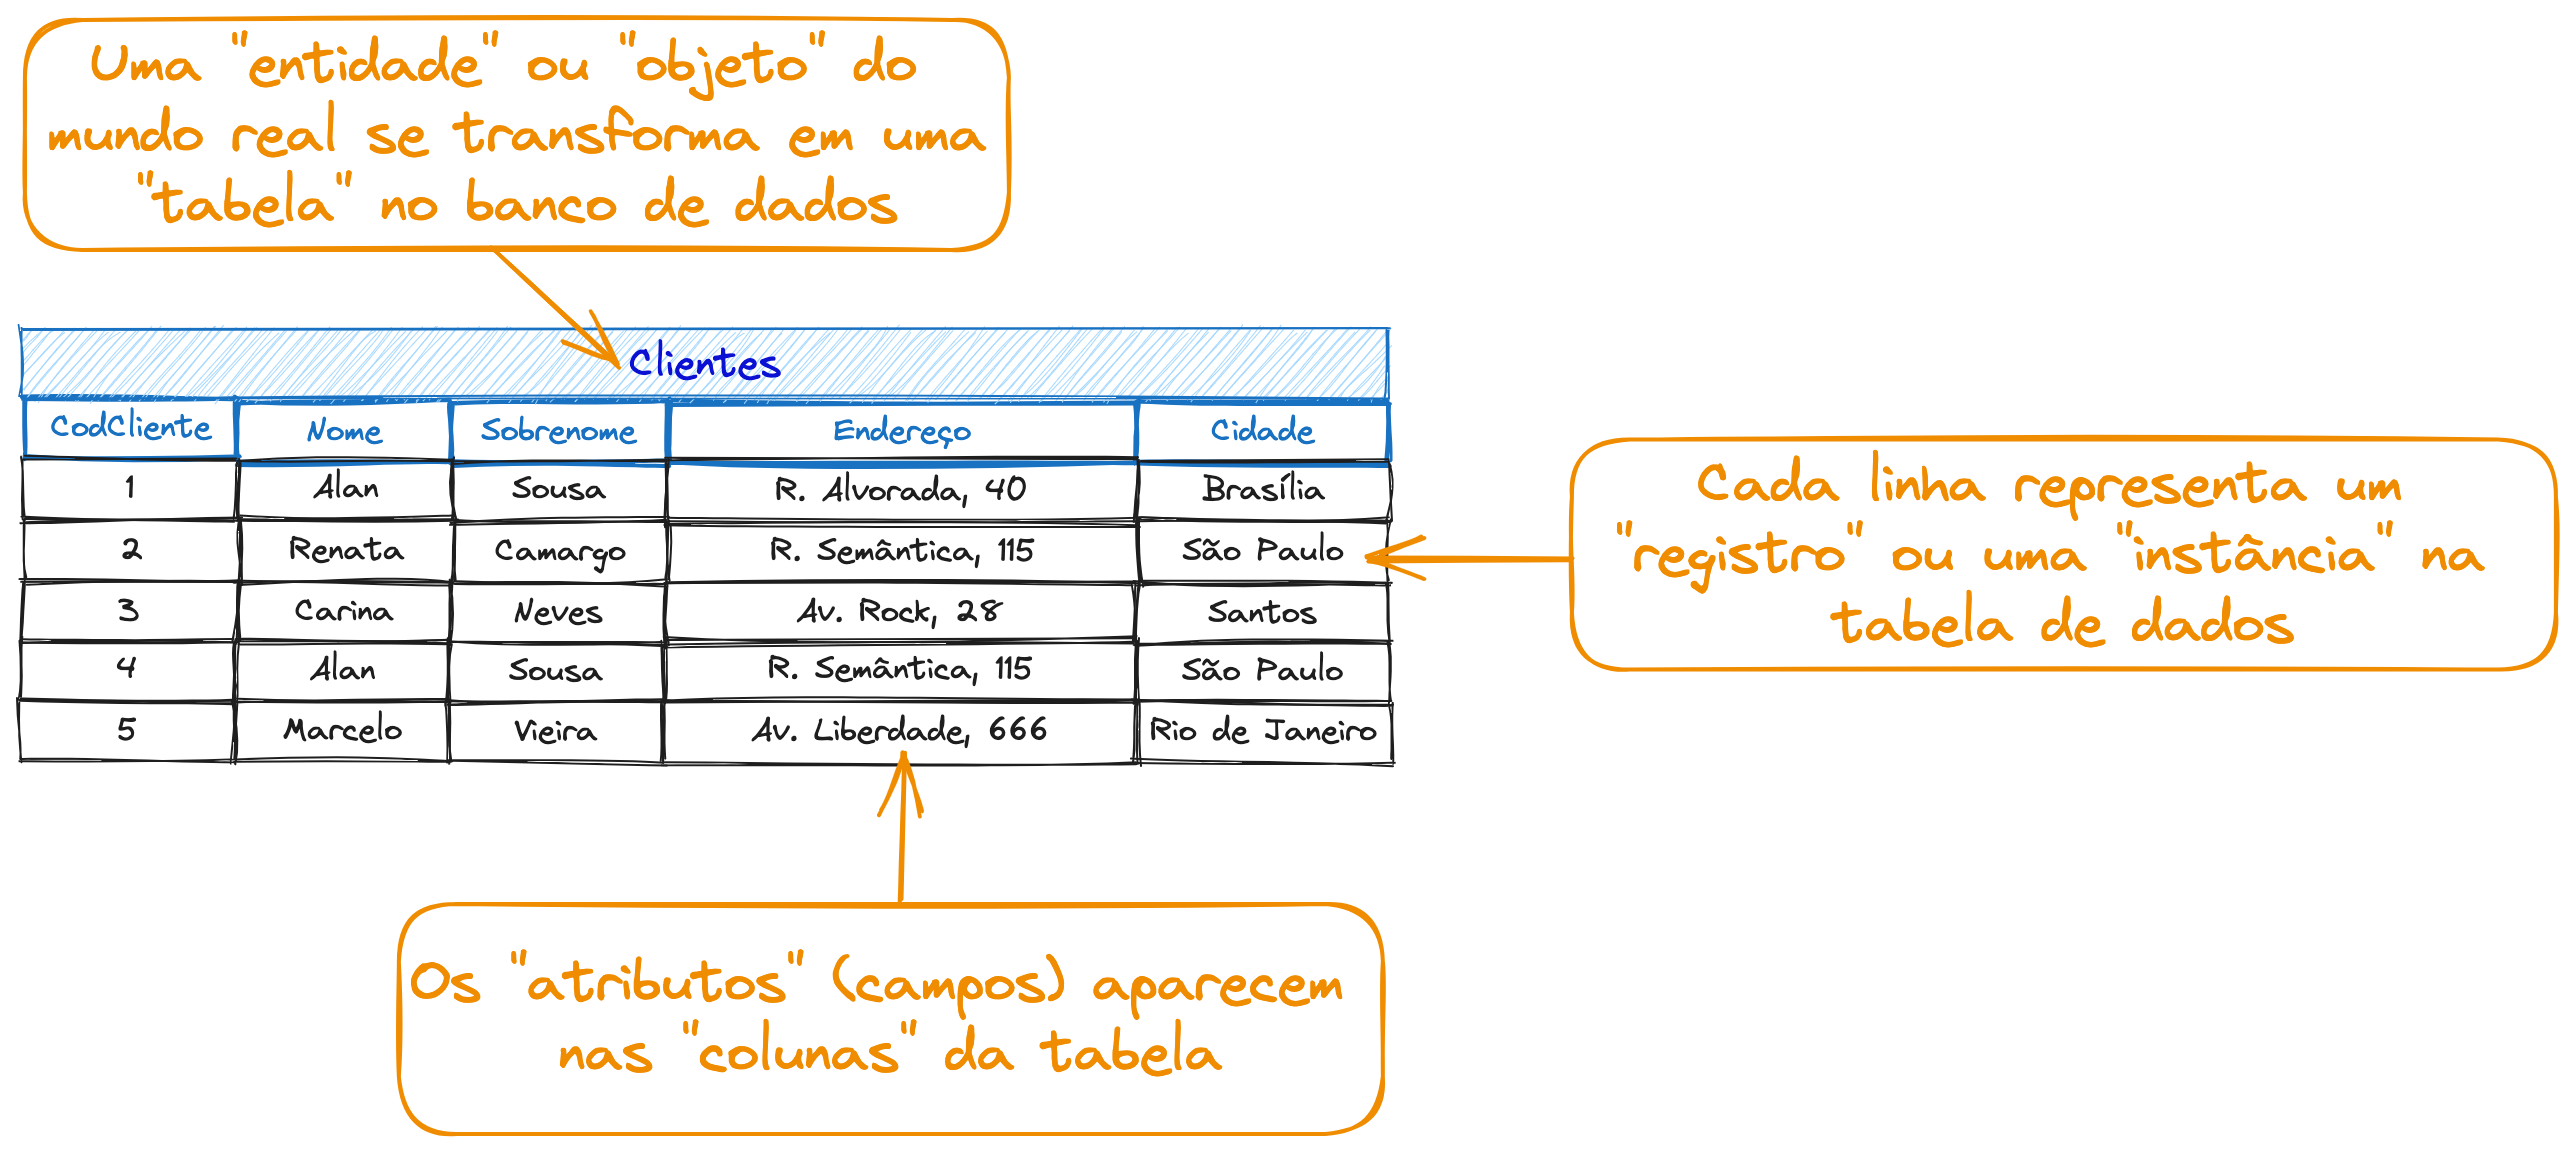 Uma "entidade" ou "objeto" do
mundo real se transforma em uma
"tabela" no banco de dados
Clientes
CodCliente Nome Sobrenome Endereço Cidade
1 Alan Sousa R. Alvorada, 40 Brasília
2 Renata Camargo R. Semântica, 115 São Paulo
3 Carina Neves Av. Rock, 28 Santos
4 Alan Sousa R. Semântica, 115 São Paulo
5 Marcelo Vieira Av. Liberdade, 666 Rio de Janeiro
Cada linha representa um
"registro" ou uma "instância" na
tabela de dados
Os "atributos" (campos) aparecem
nas "colunas" da tabela